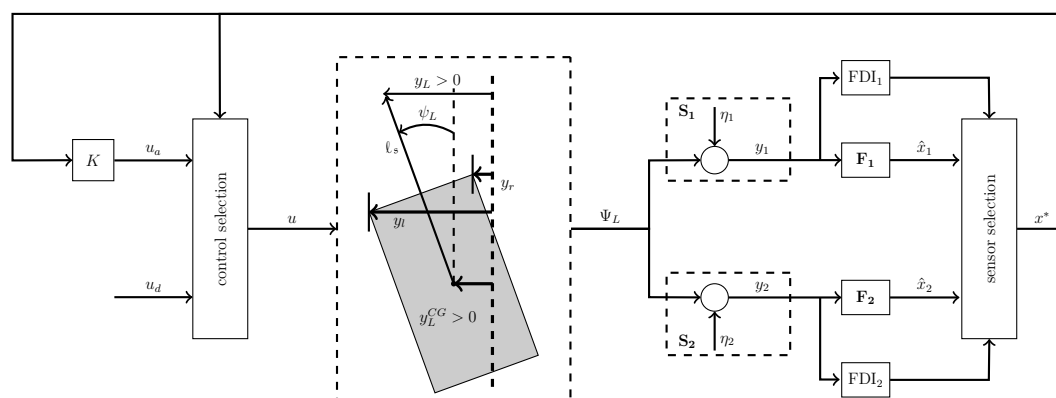 K
u_a
u_d
control selection
u
y_L > 0
ψ_L
ℓ_s
y_r
y_l
y_L^{CG} > 0
Ψ_L
S_1
η_1
y_1
FDI_1
F_1
x̂_1
S_2
η_2
y_2
F_2
x̂_2
FDI_2
sensor selection
x*